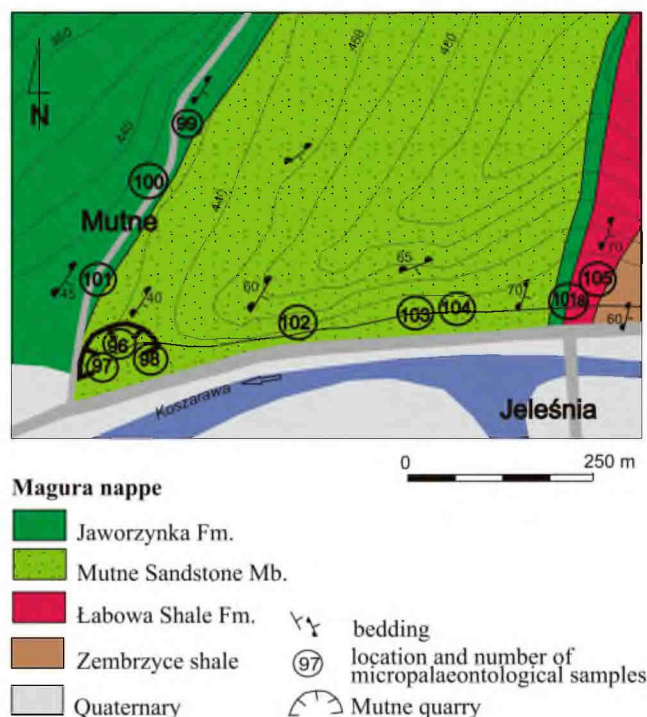 360
460
460
N
99
440
100
440
Mutne
65
70
101
45
40
60
105
70
101a
102
103
104
60
96
97
98
Koszarawa
Jeleśnia
0 250 m
Magura nappe
Jaworzynka Fm.
Mutne Sandstone Mb.
Łabowa Shale Fm.
bedding
Zembrzyce shale
97 location and number of
micropalaeontological samples
Quaternary
Mutne quarry